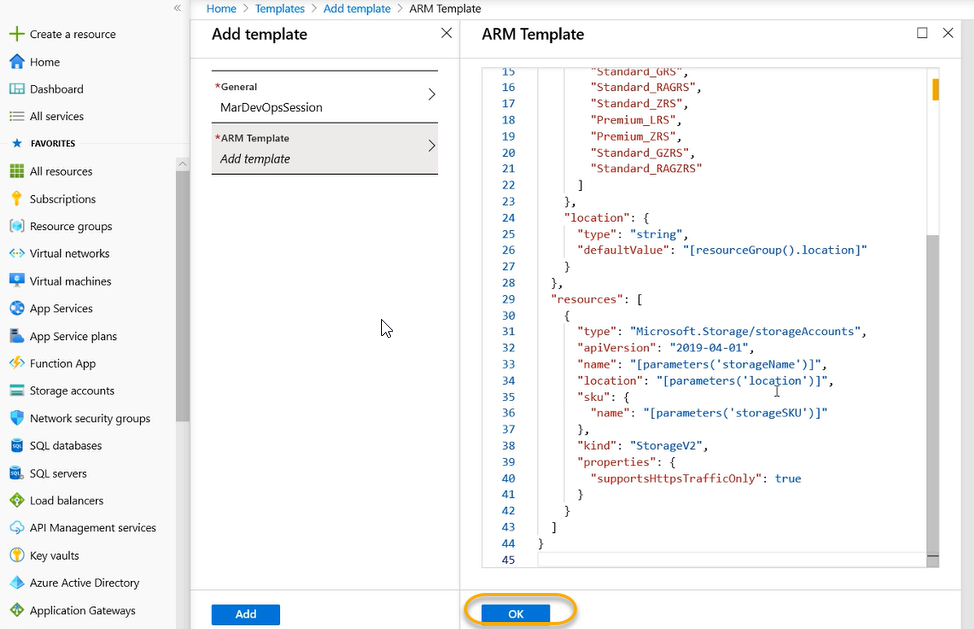 «
Create a resource
Home
Dashboard
All services
FAVORITES
All resources
Subscriptions
Resource groups
Virtual networks
Virtual machines
App Services
App Service plans
Function App
Storage accounts
Network security groups
SQL databases
SQL servers
Load balancers
API Management services
Key vaults
Azure Active Directory
Application Gateways
Home > Templates > Add template > ARM Template
Add template
*General
MarDevOpsSession
*ARM Template
Add template
Add
ARM Template
15 "Standard_GRS",
16 "Standard_RAGRS",
17 "Standard_ZRS",
18 "Premium_LRS",
19 "Premium_ZRS",
20 "Standard_GZRS",
21 "Standard_RAGZRS"
22 ]
23 },
24 "location": {
25 "type": "string",
26 "defaultValue": "[resourceGroup().location]"
27 }
28 },
29 "resources": [
30 {
31 "type": "Microsoft.Storage/storageAccounts",
32 "apiVersion": "2019-04-01",
33 "name": "[parameters('storageName')]",
34 "location": "[parameters('location')]",
35 "sku": {
36 "name": "[parameters('storageSKU')]"
37 },
38 "kind": "StorageV2",
39 "properties": {
40 "supportsHttpsTrafficOnly": true
41 }
42 }
43 ]
44 }
45
OK